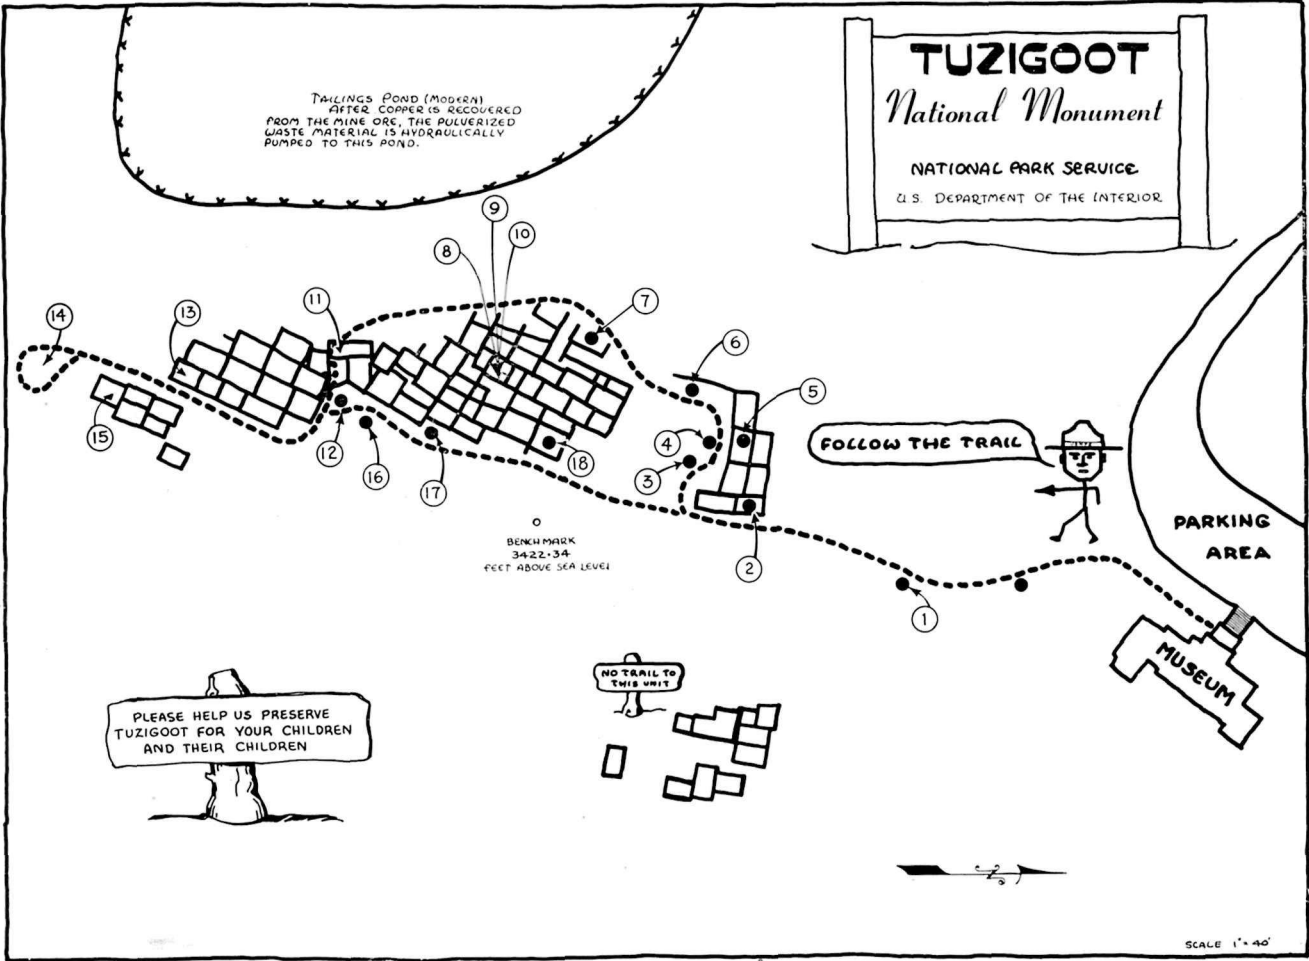 TAILINGS POND (MODERN)
AFTER COPPER IS RECOVERED
FROM THE MINE ORE, THE PULVERIZED
WASTE MATERIAL IS HYDRAULICALLY
PUMPED TO THIS POND.
TUZIGOOT
National Monument
NATIONAL PARK SERVICE
U.S. DEPARTMENT OF THE INTERIOR
9
10
8
11
7
13
14
6
5
FOLLOW THE TRAIL
4
15
12
16
17
18
3
2
1
BENCH MARK
3422.34
FEET ABOVE SEA LEVEL
PARKING
AREA
MUSEUM
NO TRAIL TO
THIS UNIT
PLEASE HELP US PRESERVE
TUZIGOOT FOR YOUR CHILDREN
AND THEIR CHILDREN
N
SCALE 1" = 40'